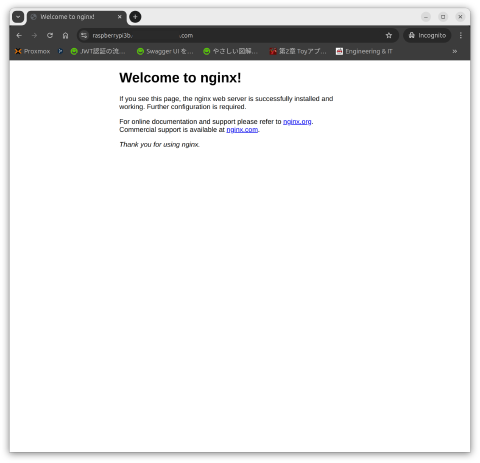 Welcome to nginx!
raspberrypi3b. .com
Incognito
Proxmox
JWT認証の流...
Swagger UI を...
やさしい図解...
第2章 Toyアプ...
Engineering & IT
Welcome to nginx!
If you see this page, the nginx web server is successfully installed and
working. Further configuration is required.
For online documentation and support please refer to nginx.org.
Commercial support is available at nginx.com.
Thank you for using nginx.